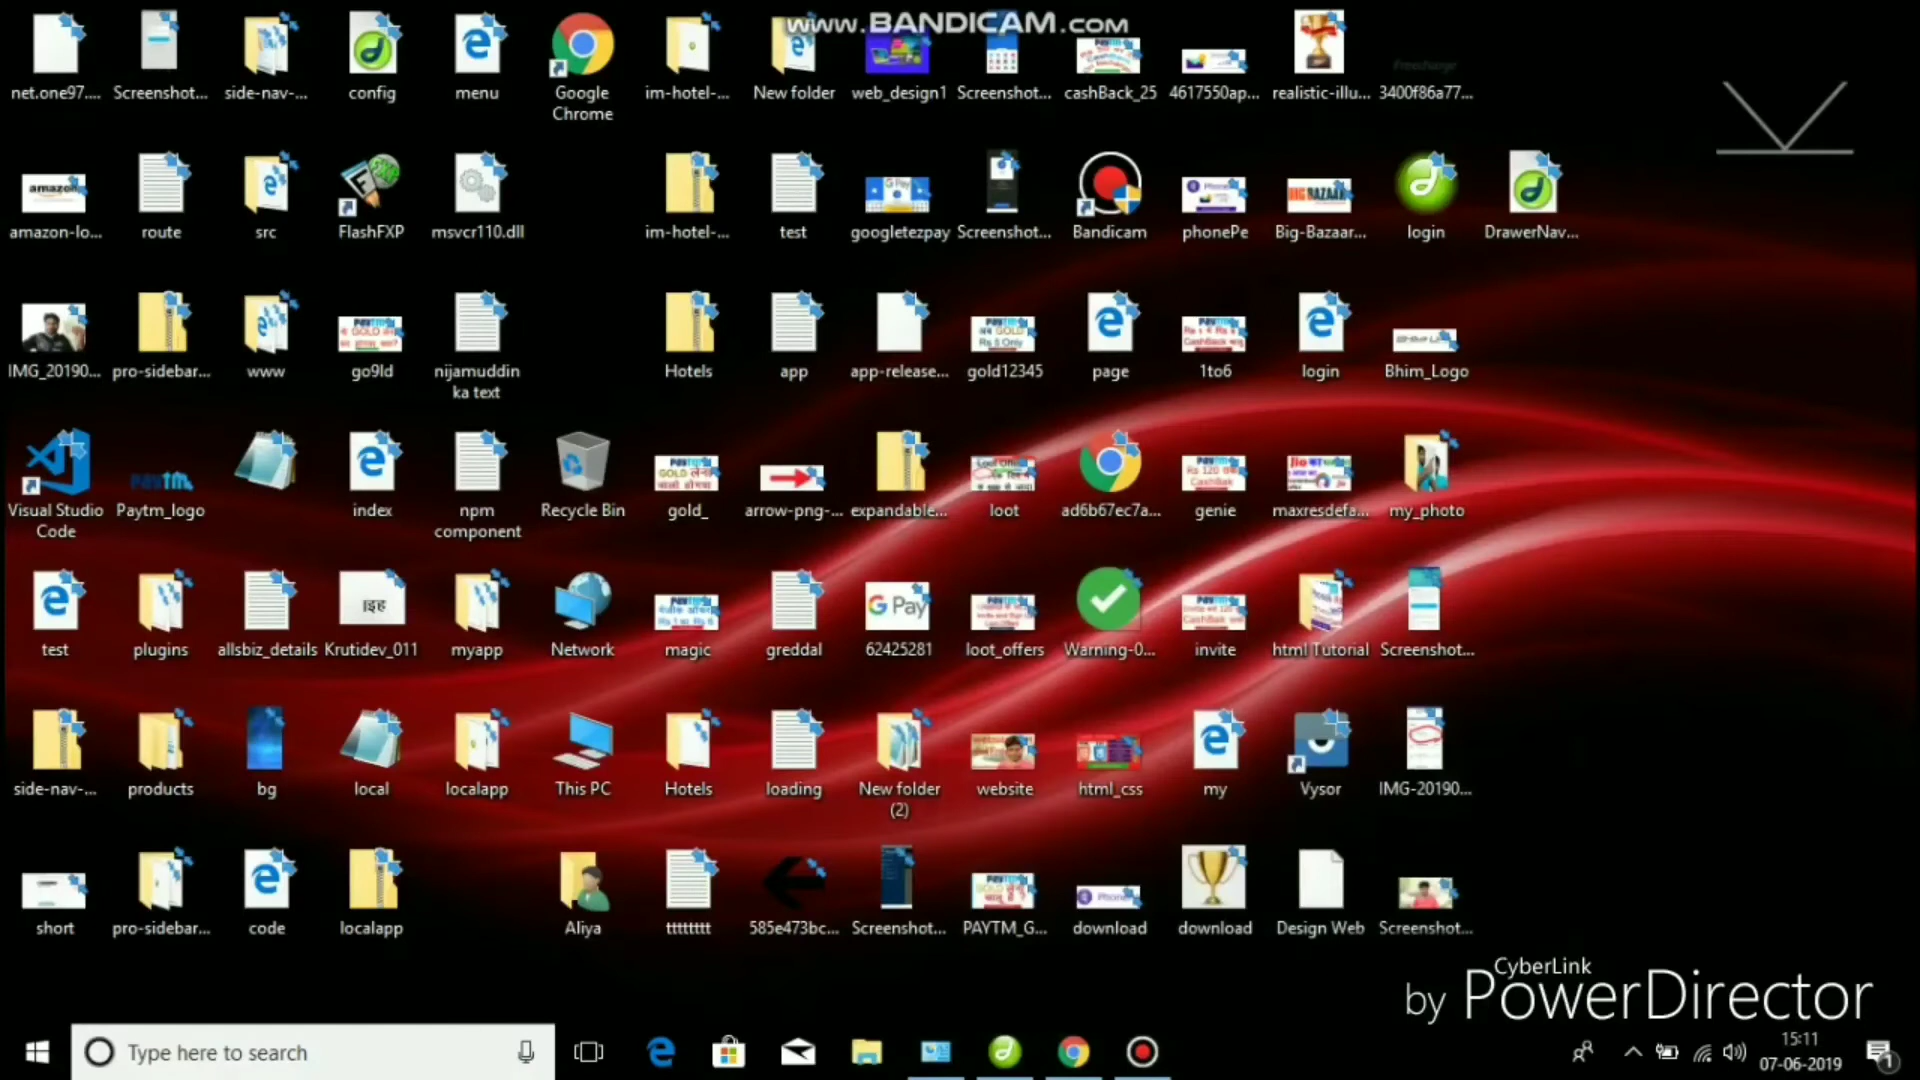 www.BANDICAM.com
net.one97.... Screenshot... side-nav-... config menu Google Chrome im-hotel-... New folder web_design1 Screenshot... cashBack_25 4617550ap... realistic-illu... 3400f86a77...
amazon-lo... route src FlashFXP msvcr110.dll im-hotel-... test googletezpay Screenshot... Bandicam phonePe Big-Bazaar... login DrawerNav...
IMG_20190... pro-sidebar... www go9ld nijamuddin ka text Hotels app app-release... gold12345 page 1to6 login Bhim_Logo
Visual Studio Code Paytm_logo index npm component Recycle Bin gold_ arrow-png-... expandable... loot ad6b67ec7a... genie maxresdefa... my_photo
test plugins allsbiz_details Krutidev_011 myapp Network magic greddal 62425281 loot_offers Warning-0... invite html Tutorial Screenshot...
side-nav-... products bg local localapp This PC Hotels loading New folder (2) website html_css my Vysor IMG-20190...
short pro-sidebar... code localapp Aliya tttttttt 585e473bc... Screenshot... PAYTM_G... download download Design Web Screenshot...
CyberLink
by PowerDirector
Type here to search
15:11
07-06-2019
1